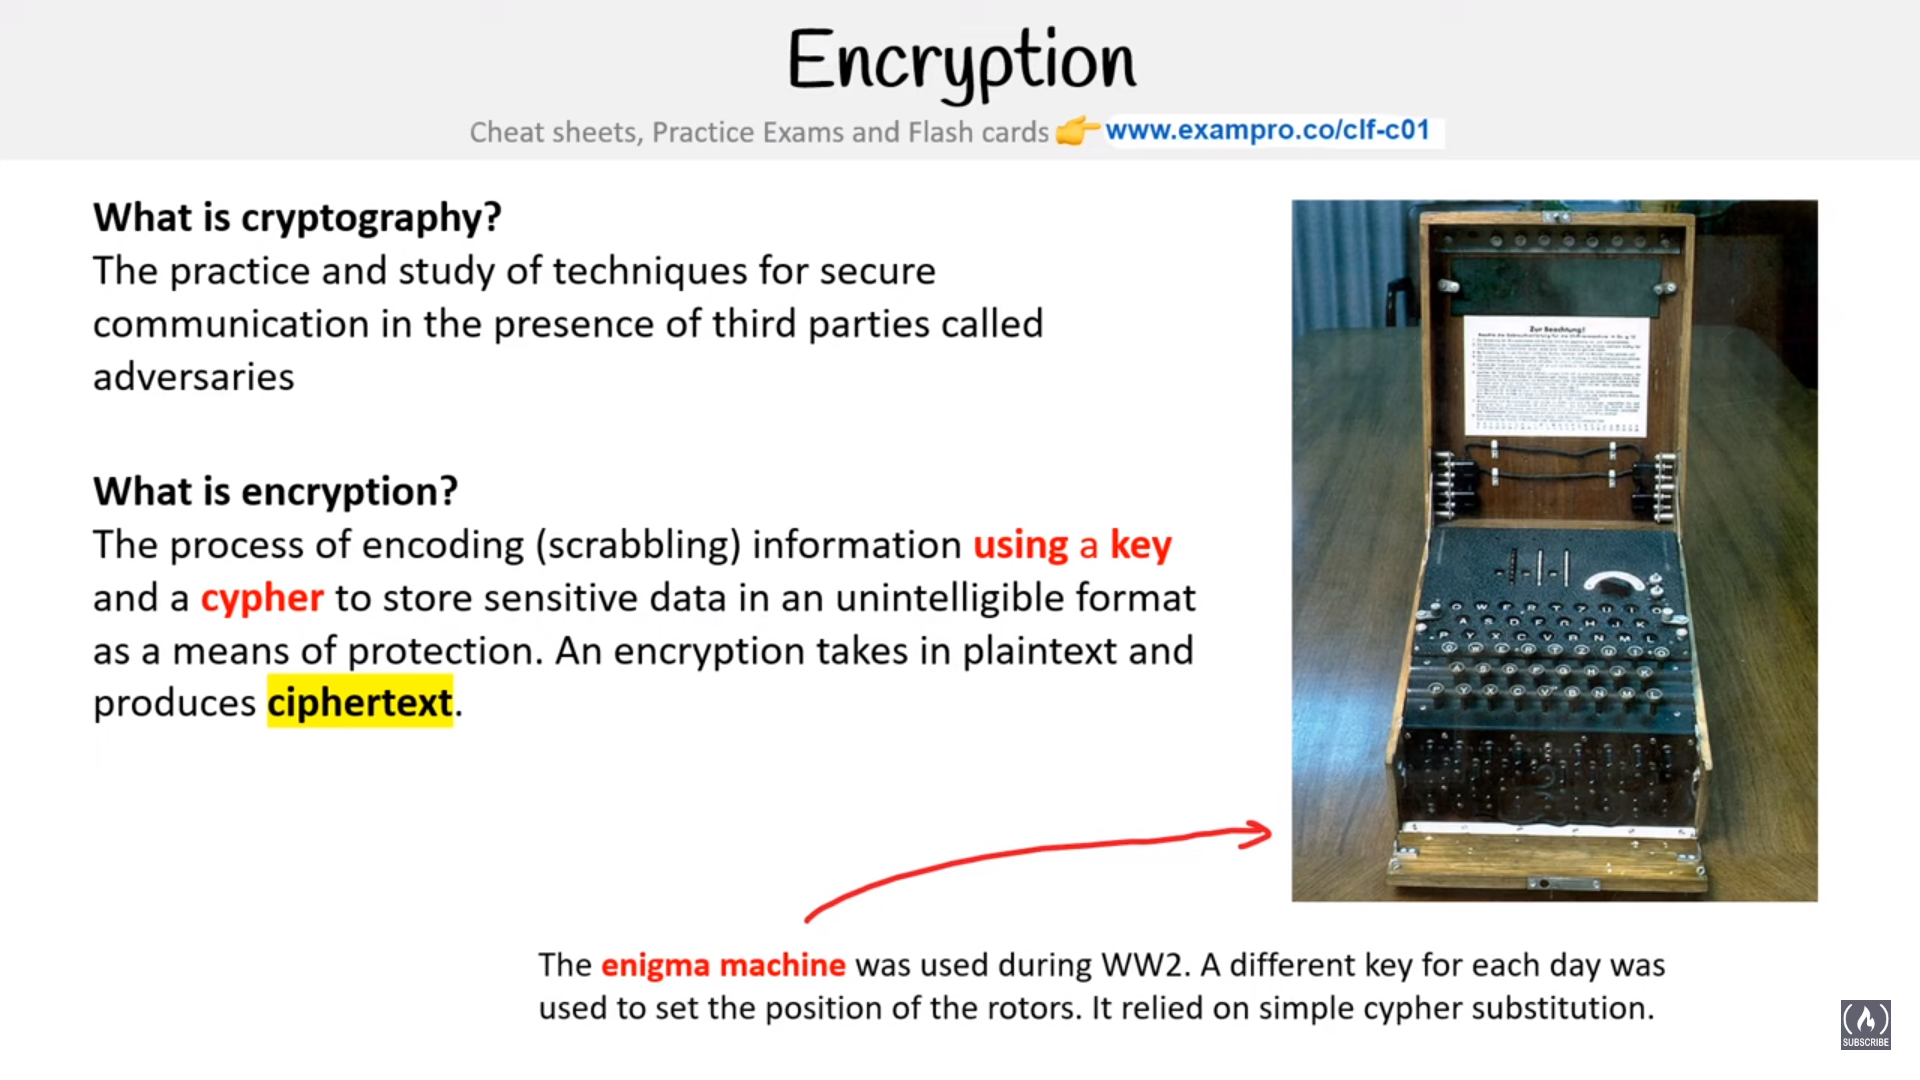 Encryption
Cheat sheets, Practice Exams and Flash cards 👉 www.exampro.co/clf-c01
What is cryptography?
The practice and study of techniques for secure
communication in the presence of third parties called
adversaries
Zur Beachtung!
What is encryption?
The process of encoding (scrabbling) information using a key
and a cypher to store sensitive data in an unintelligible format
as a means of protection. An encryption takes in plaintext and
produces ciphertext.
The enigma machine was used during WW2. A different key for each day was
used to set the position of the rotors. It relied on simple cypher substitution.
SUBSCRIBE